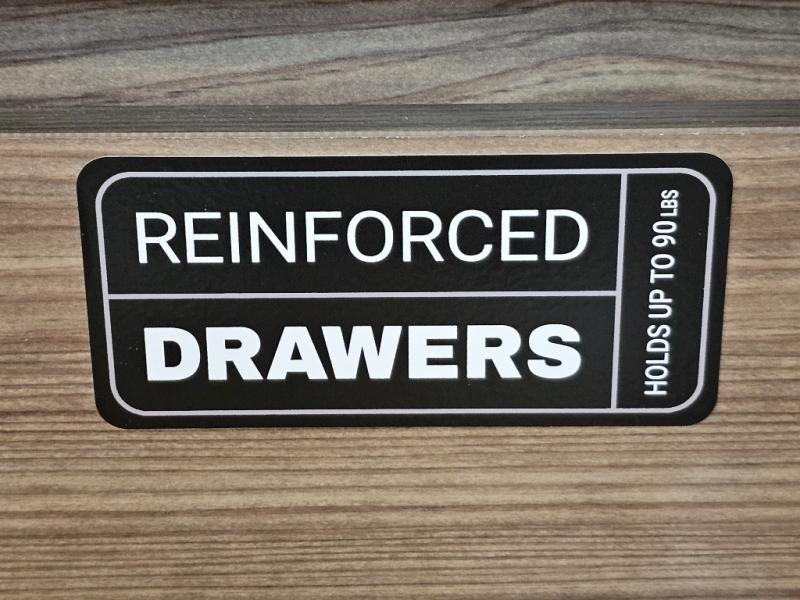 REINFORCED
DRAWERS
HOLDS UP TO 90 LBS